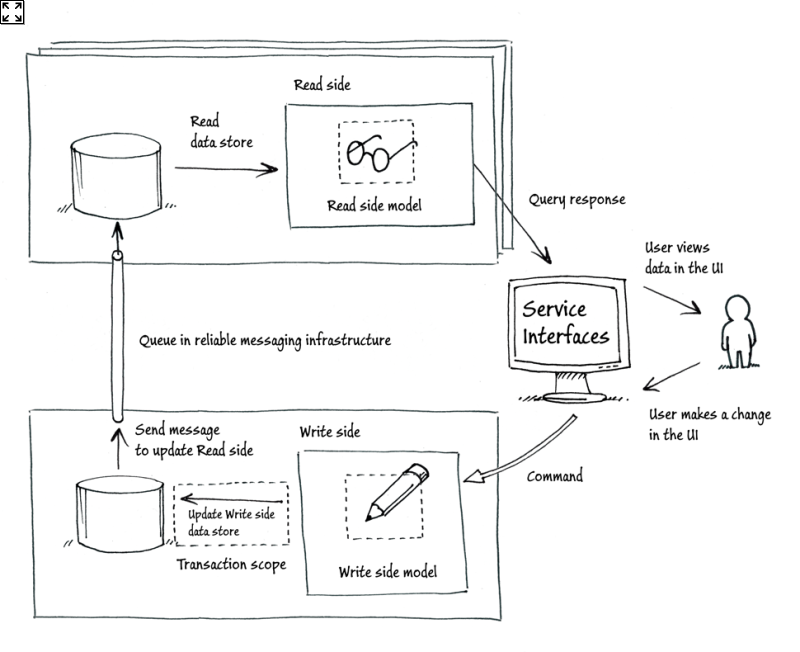 Read side
Read
data store
Read side model
Query response
User views
data in the UI
Service
Interfaces
Queue in reliable messaging infrastructure
User makes a change
in the UI
Send message
to update Read side
Write side
Command
Update Write side
data store
Transaction scope
Write side model